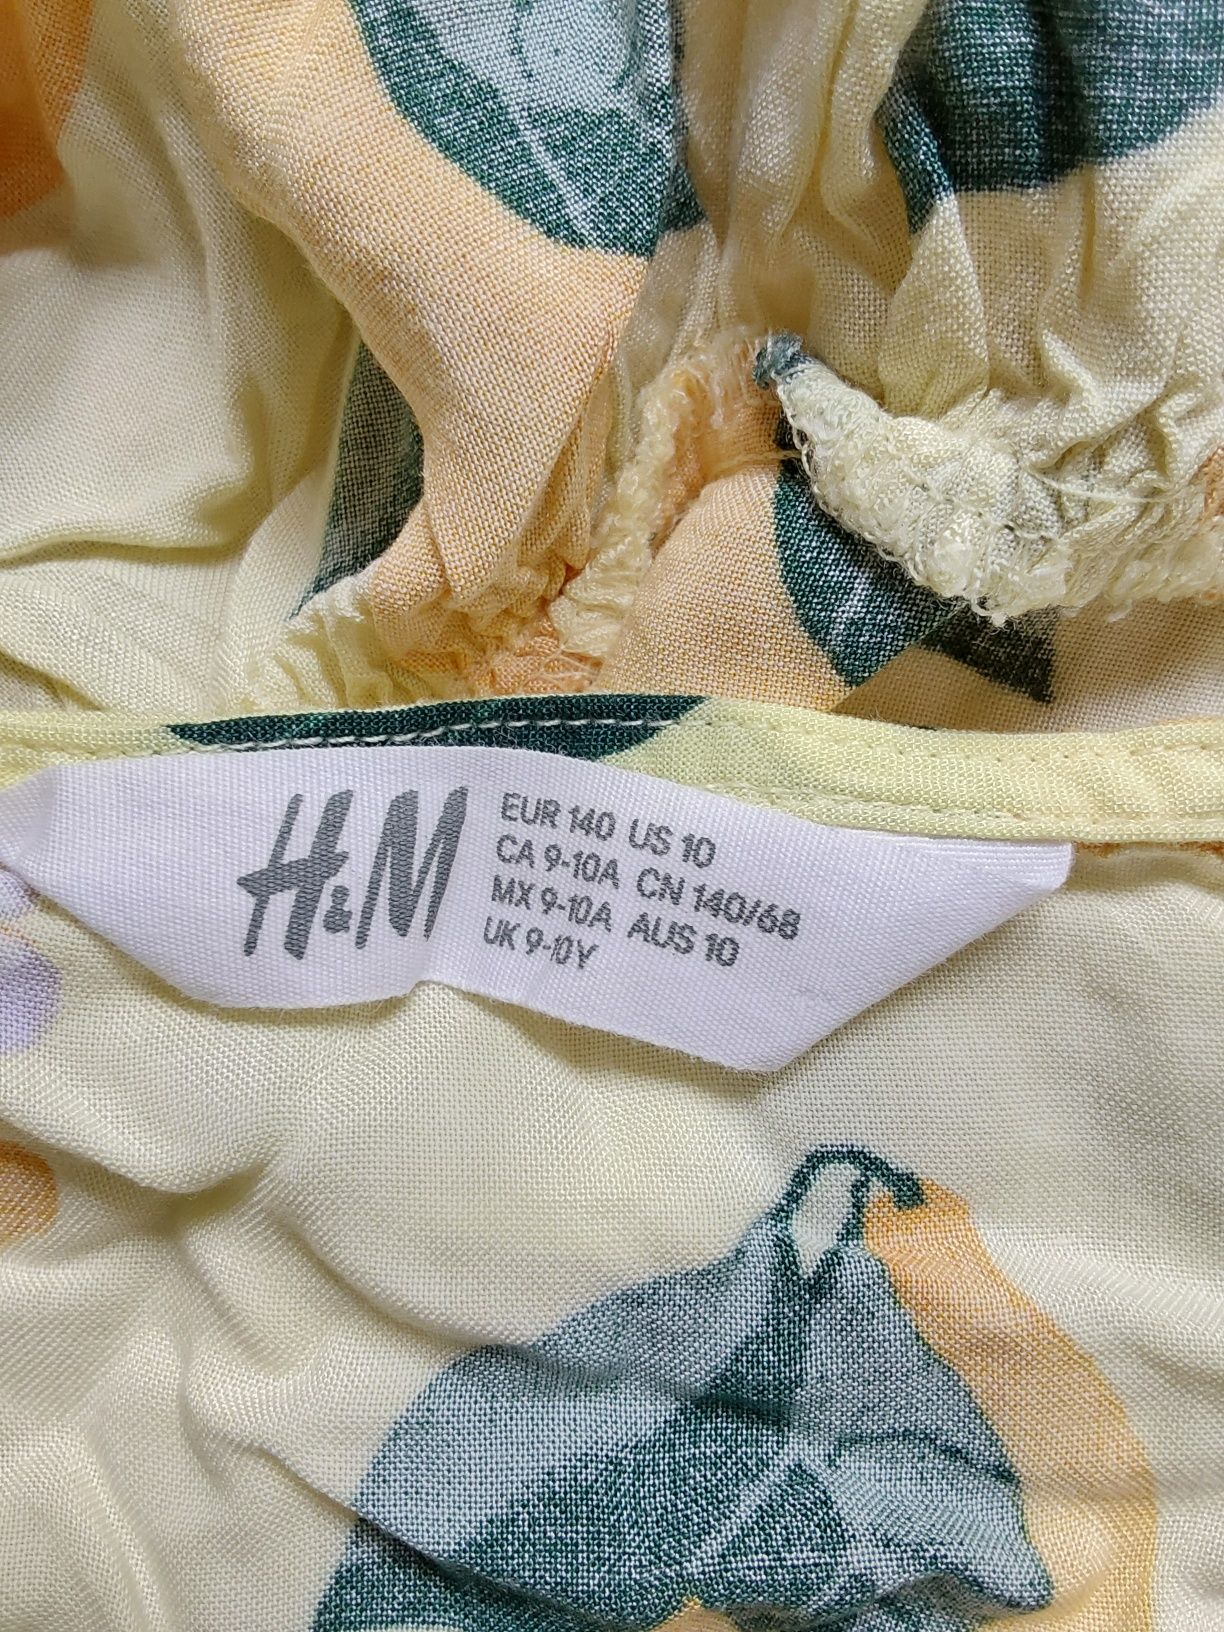 H&M
EUR 140 US 10
CA 9-10A CN 140/68
MX 9-10A AUS 10
UK 9-10Y